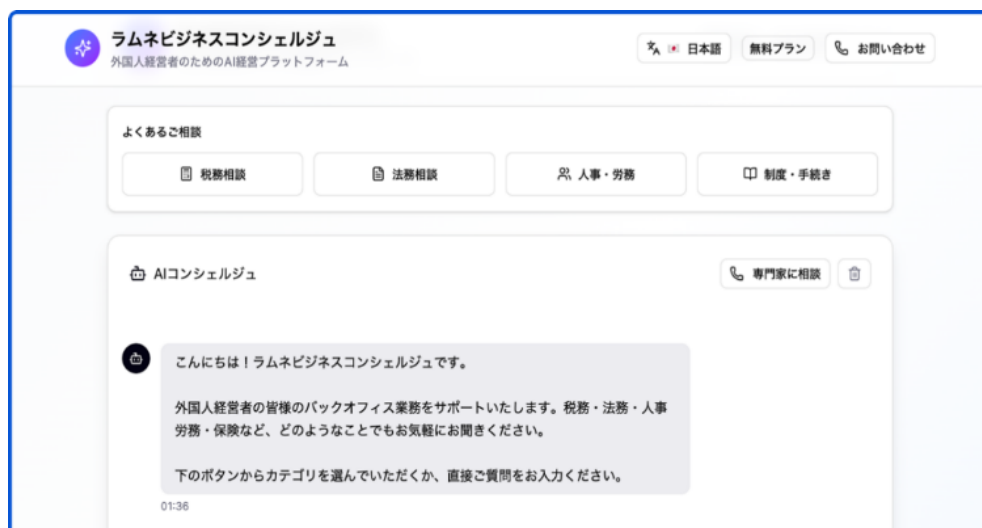 ラムネビジネスコンシェルジュ
外国人経営者のためのAI経営プラットフォーム
日本語
無料プラン
お問い合わせ
よくあるご相談
税務相談
法務相談
人事・労務
制度・手続き
AIコンシェルジュ
専門家に相談
こんにちは！ラムネビジネスコンシェルジュです。
外国人経営者の皆様のバックオフィス業務をサポートいたします。税務・法務・人事
労務・保険など、どのようなことでもお気軽にお聞きください。
下のボタンからカテゴリを選んでいただくか、直接ご質問をお入力ください。
01:36